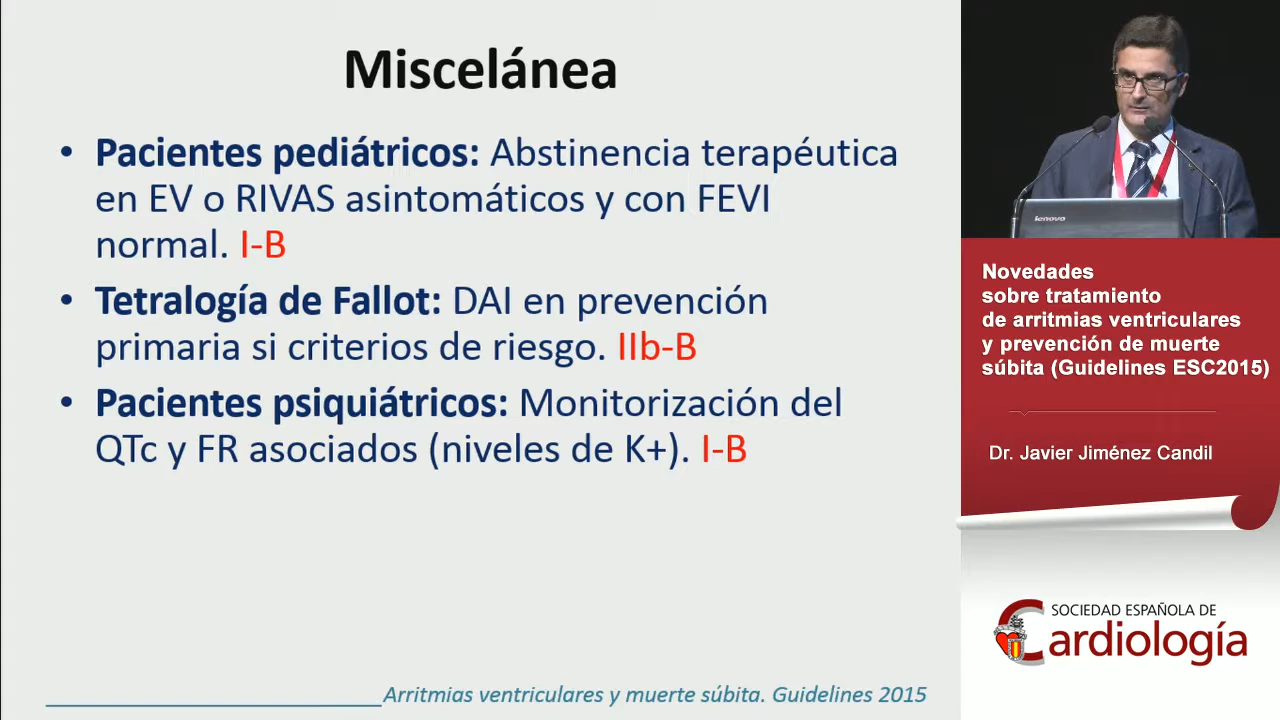 Miscelánea
• Pacientes pediátricos: Abstinencia terapéutica
en EV o RIVAS asintomáticos y con FEVI
normal. I-B
• Tetralogía de Fallot: DAI en prevención
primaria si criterios de riesgo. IIb-B
• Pacientes psiquiátricos: Monitorización del
QTc y FR asociados (niveles de K+). I-B
Arritmias ventriculares y muerte súbita. Guidelines 2015
lenovo
Novedades
sobre tratamiento
de arritmias ventriculares
y prevención de muerte
súbita (Guidelines ESC2015)
Dr. Javier Jiménez Candil
SOCIEDAD ESPAÑOLA DE
Cardiología